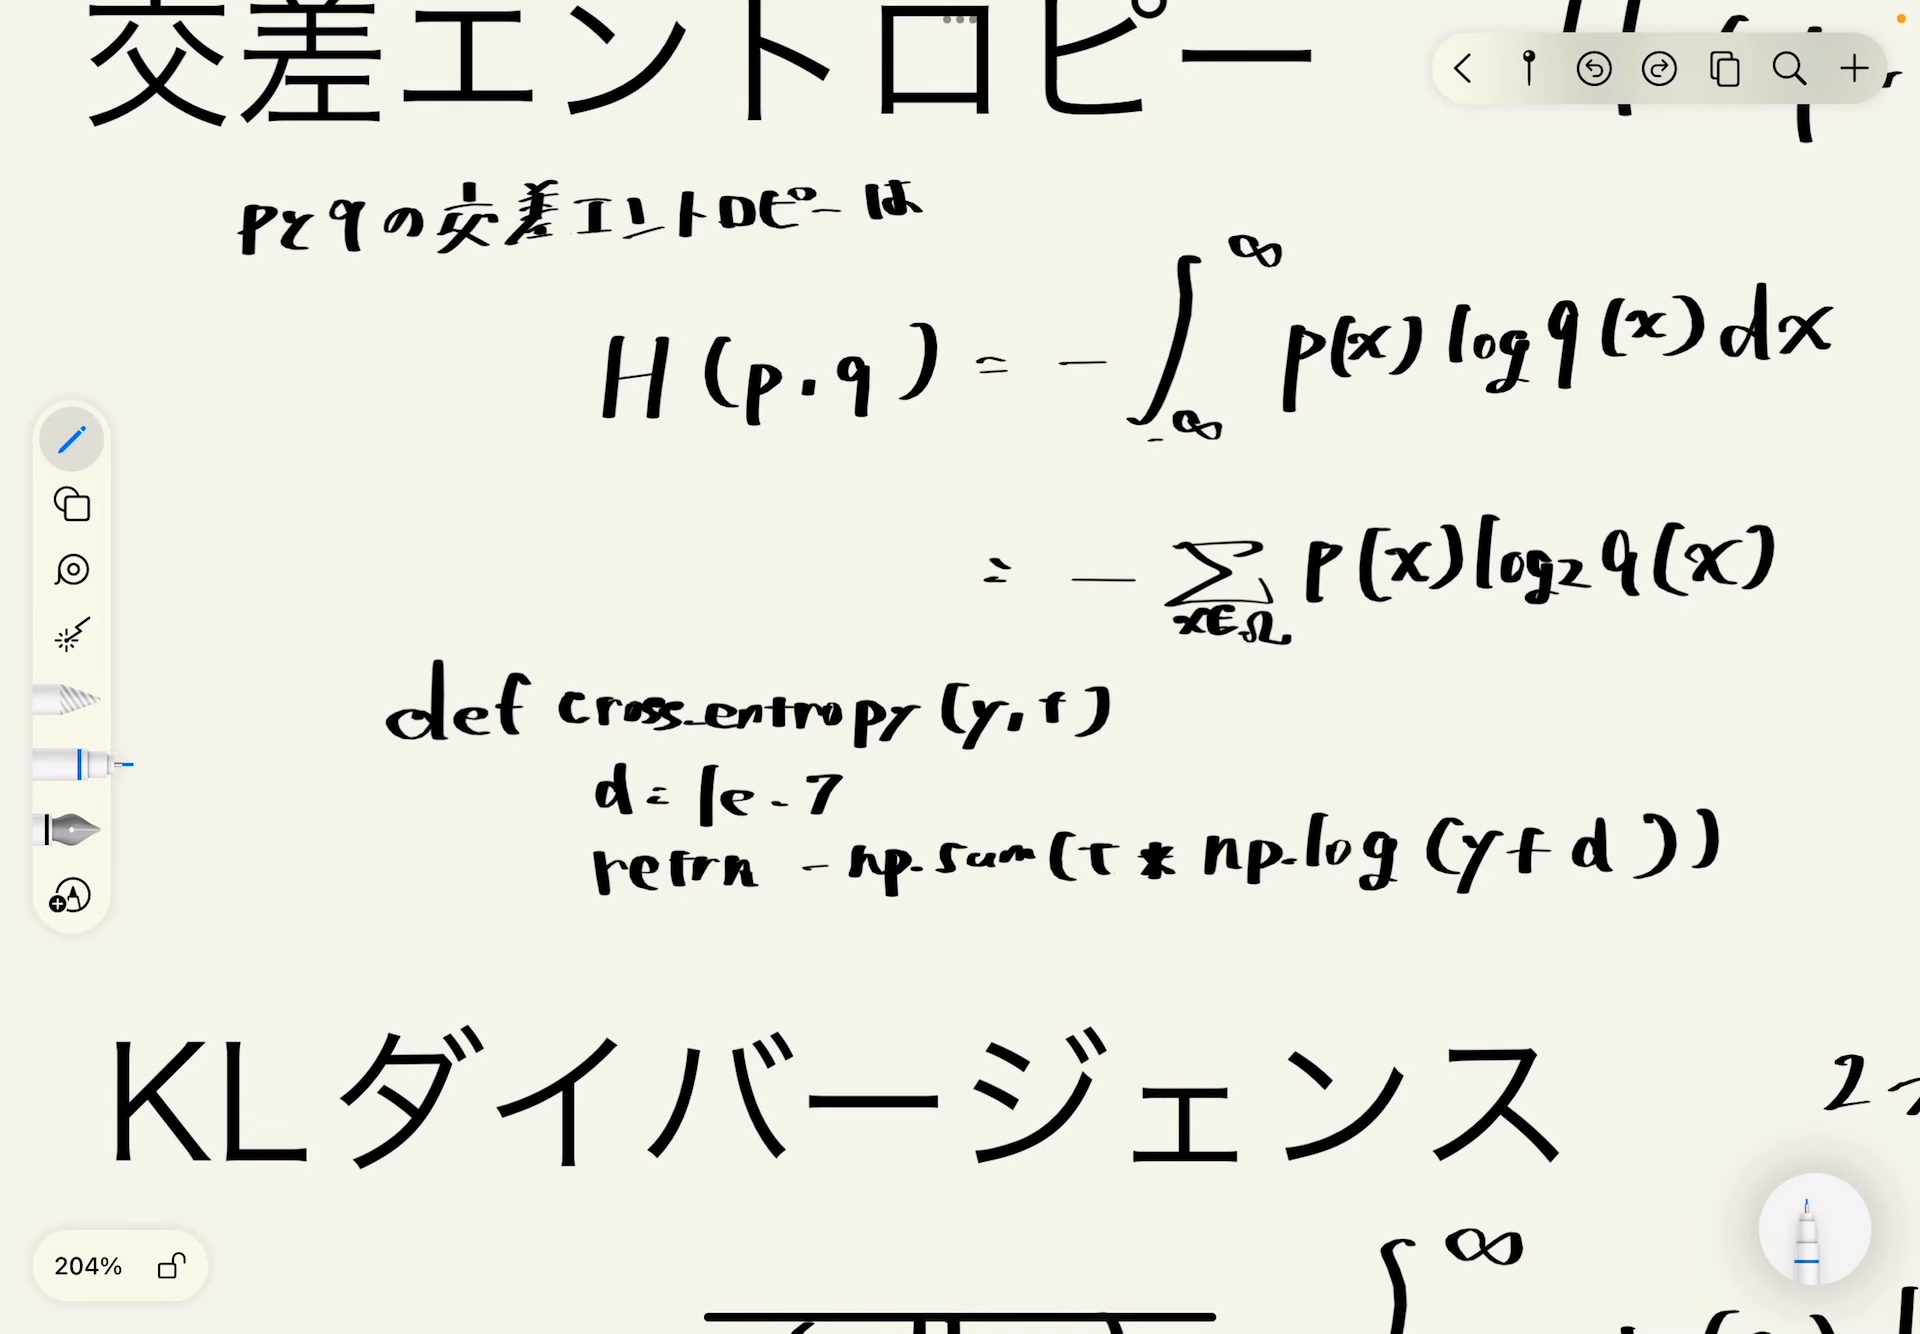 交差エントロピー
pとqの交差エントロピーは
H(p.q) = -∫_{-∞}^{∞} p(x) log q(x) dx
= -∑_{x∈Ω} p(x) log₂ q(x)
def cross_entropy(y,t)
d = 1e-7
retrn -np.sum(t * np.log(y+d))
KLダイバージェンス
204%